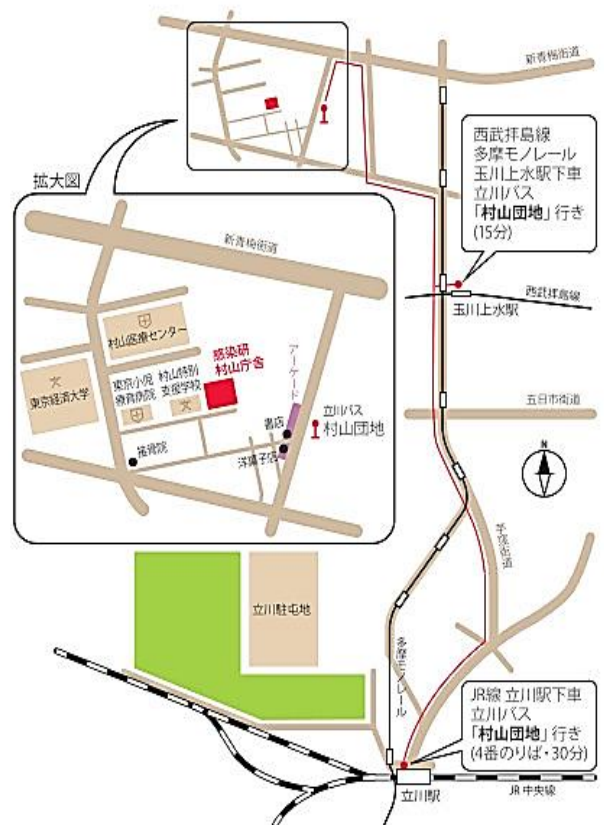 新青梅街道
西武拝島線
多摩モノレール
玉川上水駅下車
立川バス
「村山団地」行き
(15分)
拡大図
新青梅街道
西武拝島線
玉川上水駅
村山医療センター
感染研
村山庁舎
アーケード
東京小児
療育病院
村山特別
支援学校
東京経済大学
立川バス
村山団地
書店
洋菓子店
接骨院
五日市街道
N
芋窪街道
立川駐屯地
多摩モノレール
JR線 立川駅下車
立川バス
「村山団地」行き
(4番のりば・30分)
立川駅
JR中央線